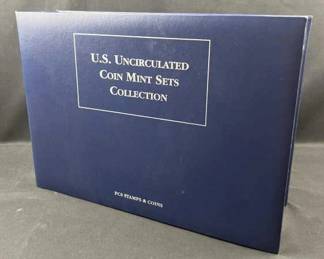 U.S. Uncirculated
Coin Mint Sets
Collection
PCS Stamps & Coins